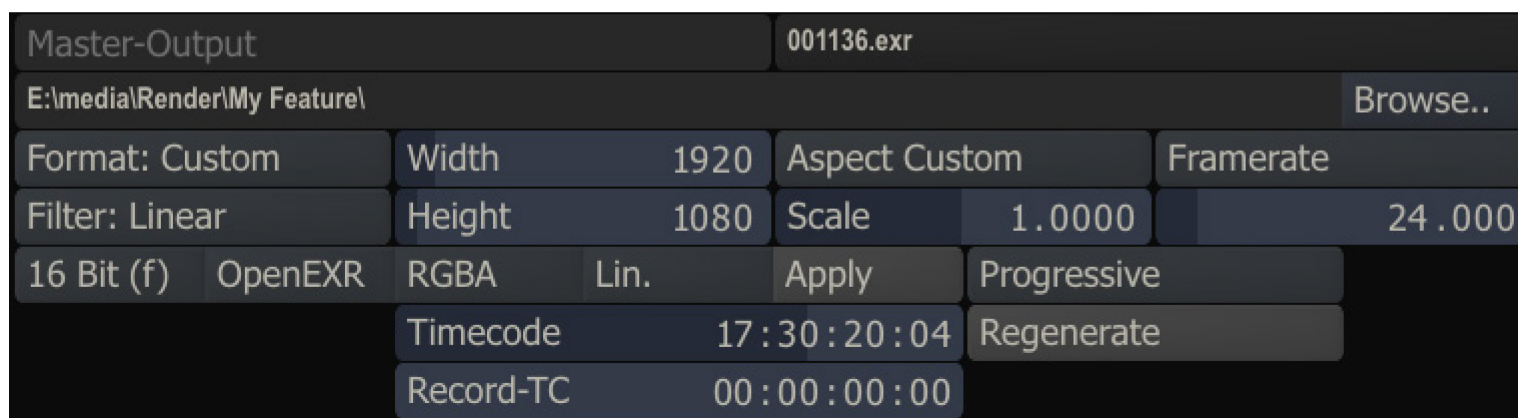 Master-Output 001136.exr
E:\media\Render\My Feature\ Browse..
Format: Custom Width 1920 Aspect Custom Framerate
Filter: Linear Height 1080 Scale 1.0000 24.000
16 Bit (f) OpenEXR RGBA Lin. Apply Progressive
Timecode 17:30:20:04 Regenerate
Record-TC 00:00:00:00